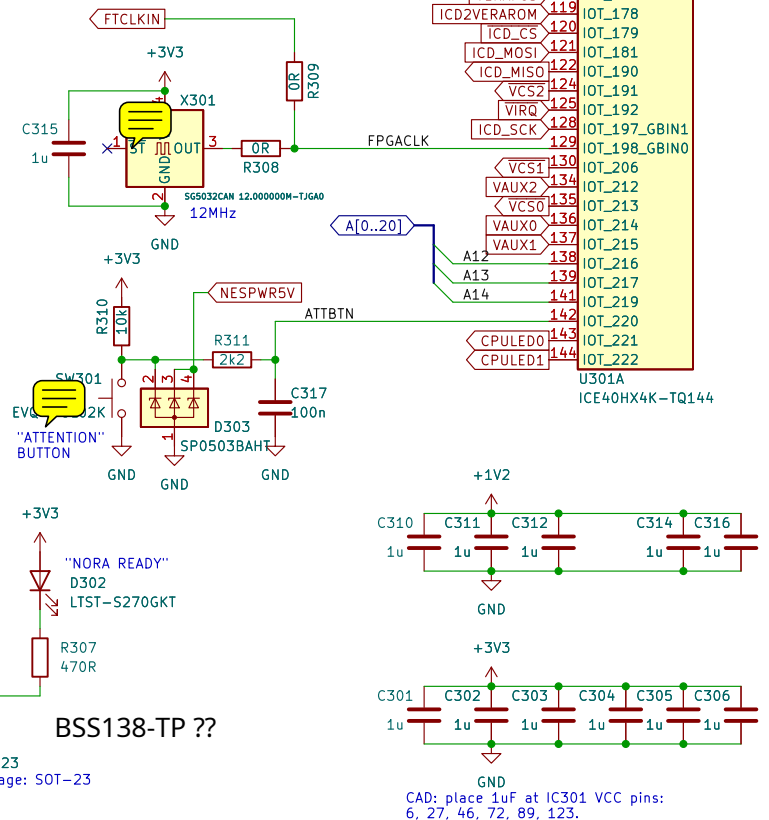 FTCLKIN
+3V3
X301
C315
1u
4
1
ST
GND
OUT
3
2
SG5032CAN 12.000000M-TJGA0
12MHz
GND
0R
R309
0R
R308
FPGACLK
ICD2VERAROM
119
IOT_178
ICD_CS
120
IOT_179
ICD_MOSI
121
IOT_181
ICD_MISO
122
IOT_190
VCS2
124
IOT_191
VIRQ
125
IOT_192
ICD_SCK
128
IOT_197_GBIN1
129
IOT_198_GBIN0
VCS1
130
IOT_206
VAUX2
134
IOT_212
VCS0
135
IOT_213
VAUX0
136
IOT_214
VAUX1
137
IOT_215
A[0..20]
A12
138
IOT_216
A13
139
IOT_217
A14
141
IOT_219
ATTBTN
142
IOT_220
CPULED0
143
IOT_221
CPULED1
144
IOT_222
U301A
ICE40HX4K-TQ144
+3V3
NESPWR5V
R310
10k
R311
2k2
SW301
2
3
4
1
C317
100n
D303
SP0503BAHT
"ATTENTION"
BUTTON
GND
GND
GND
+3V3
"NORA READY"
D302
LTST-S270GKT
R307
470R
BSS138-TP ??
23
age: SOT-23
+1V2
C310
C311
C312
C314
C316
1u
1u
1u
1u
1u
GND
+3V3
C301
C302
C303
C304
C305
C306
1u
1u
1u
1u
1u
1u
GND
CAD: place 1uF at IC301 VCC pins:
6, 27, 46, 72, 89, 123.